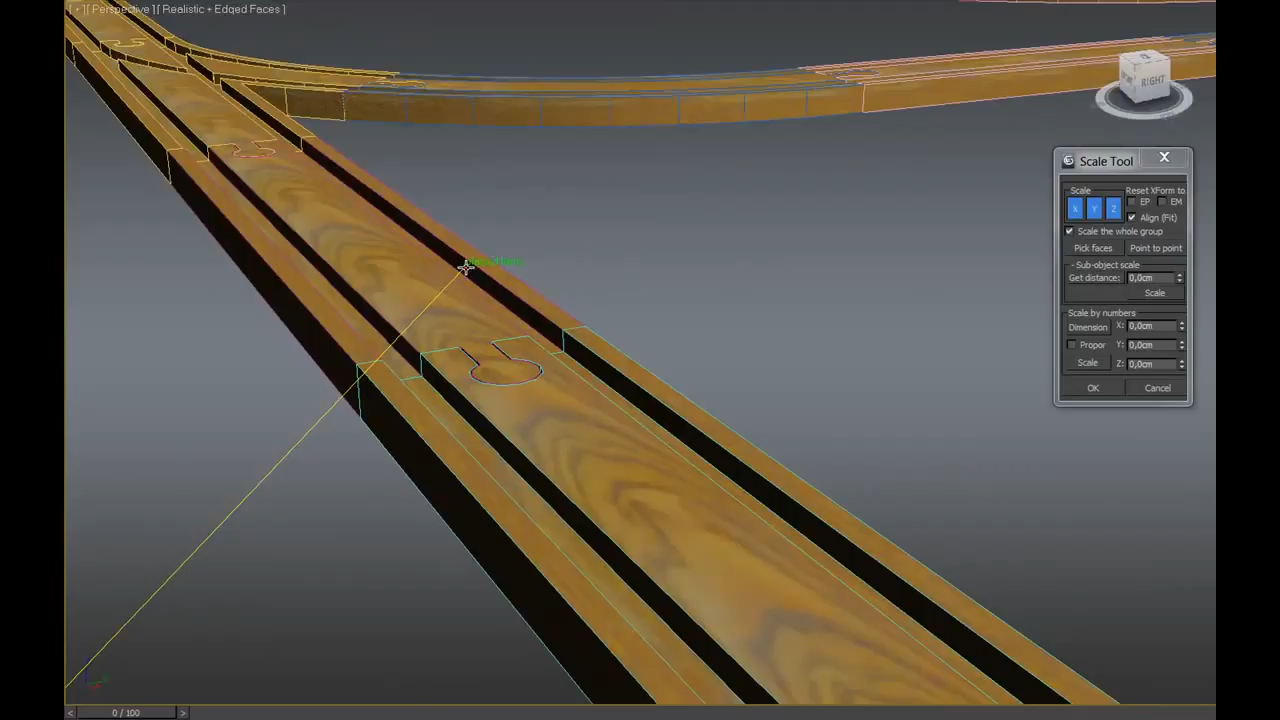 [ + ][ Perspective ][ Realistic + Edged Faces ]
RIGHT
Scale Tool
X
Scale
Reset XForm to
X Y Z
EP EM
Align (Fit)
Scale the whole group
Pick faces
Point to point
- Sub-object scale
Get distance: 0,0cm
Scale
Scale by numbers
Dimension X: 0,0cm
Propor Y: 0,0cm
Scale Z: 0,0cm
OK Cancel
< 0 / 100 >